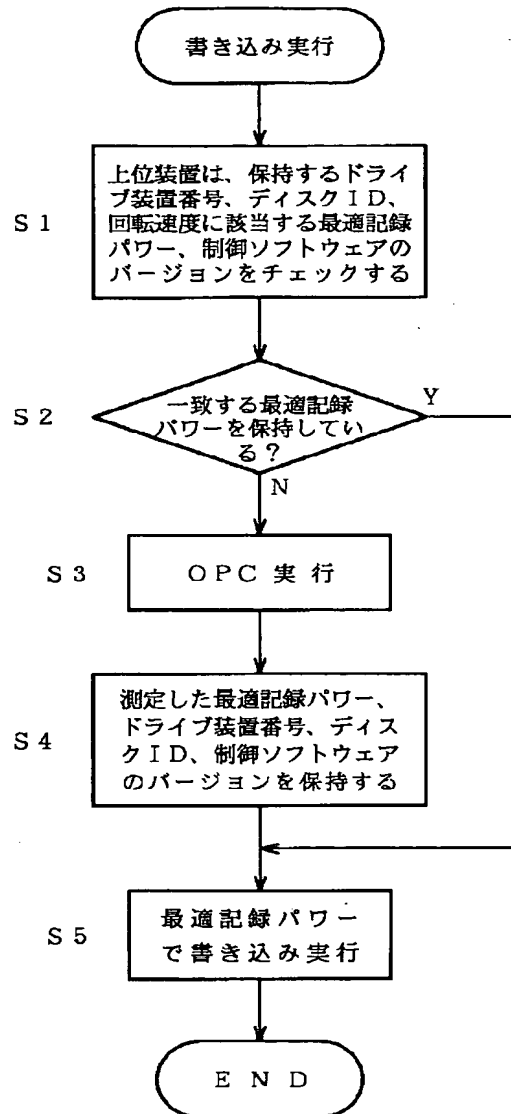 書き込み実行
S1
上位装置は、保持するドライ
ブ装置番号、ディスクID、
回転速度に該当する最適記録
パワー、制御ソフトウェアの
バージョンをチェックする
S2
一致する最適記録
パワーを保持してい
る?
Y
N
S3
OPC実行
S4
測定した最適記録パワー、
ドライブ装置番号、ディス
クID、制御ソフトウェア
のバージョンを保持する
S5
最適記録パワー
で書き込み実行
END